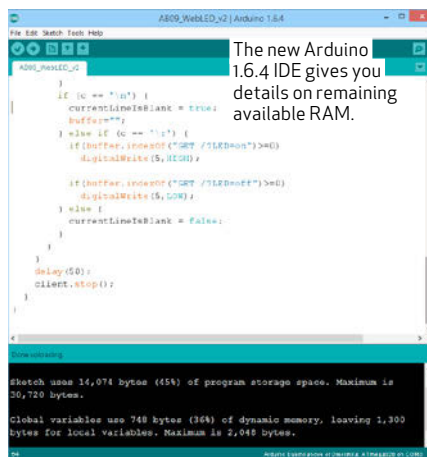 A809_WebLED_v2 | Arduino 1.6.4
File Edit Sketch Tools Help
The new Arduino
1.6.4 IDE gives you
details on remaining
available RAM.
A809_WebLED_v2
}
if (c == '\n') {
currentLineIsBlank = true;
buffer="";
} else if (c == '\r') {
if(buffer.indexOf("GET /?LED=on")>=0)
digitalWrite(5,HIGH);
if(buffer.indexOf("GET /?LED=off")>=0)
digitalWrite(5,LOW);
} else {
currentLineIsBlank = false;
}
}
}
delay(50);
client.stop();
}
}
Done uploading.
Sketch uses 14,074 bytes (45%) of program storage space. Maximum is
30,720 bytes.
Global variables use 748 bytes (36%) of dynamic memory, leaving 1,300
bytes for local variables. Maximum is 2,048 bytes.